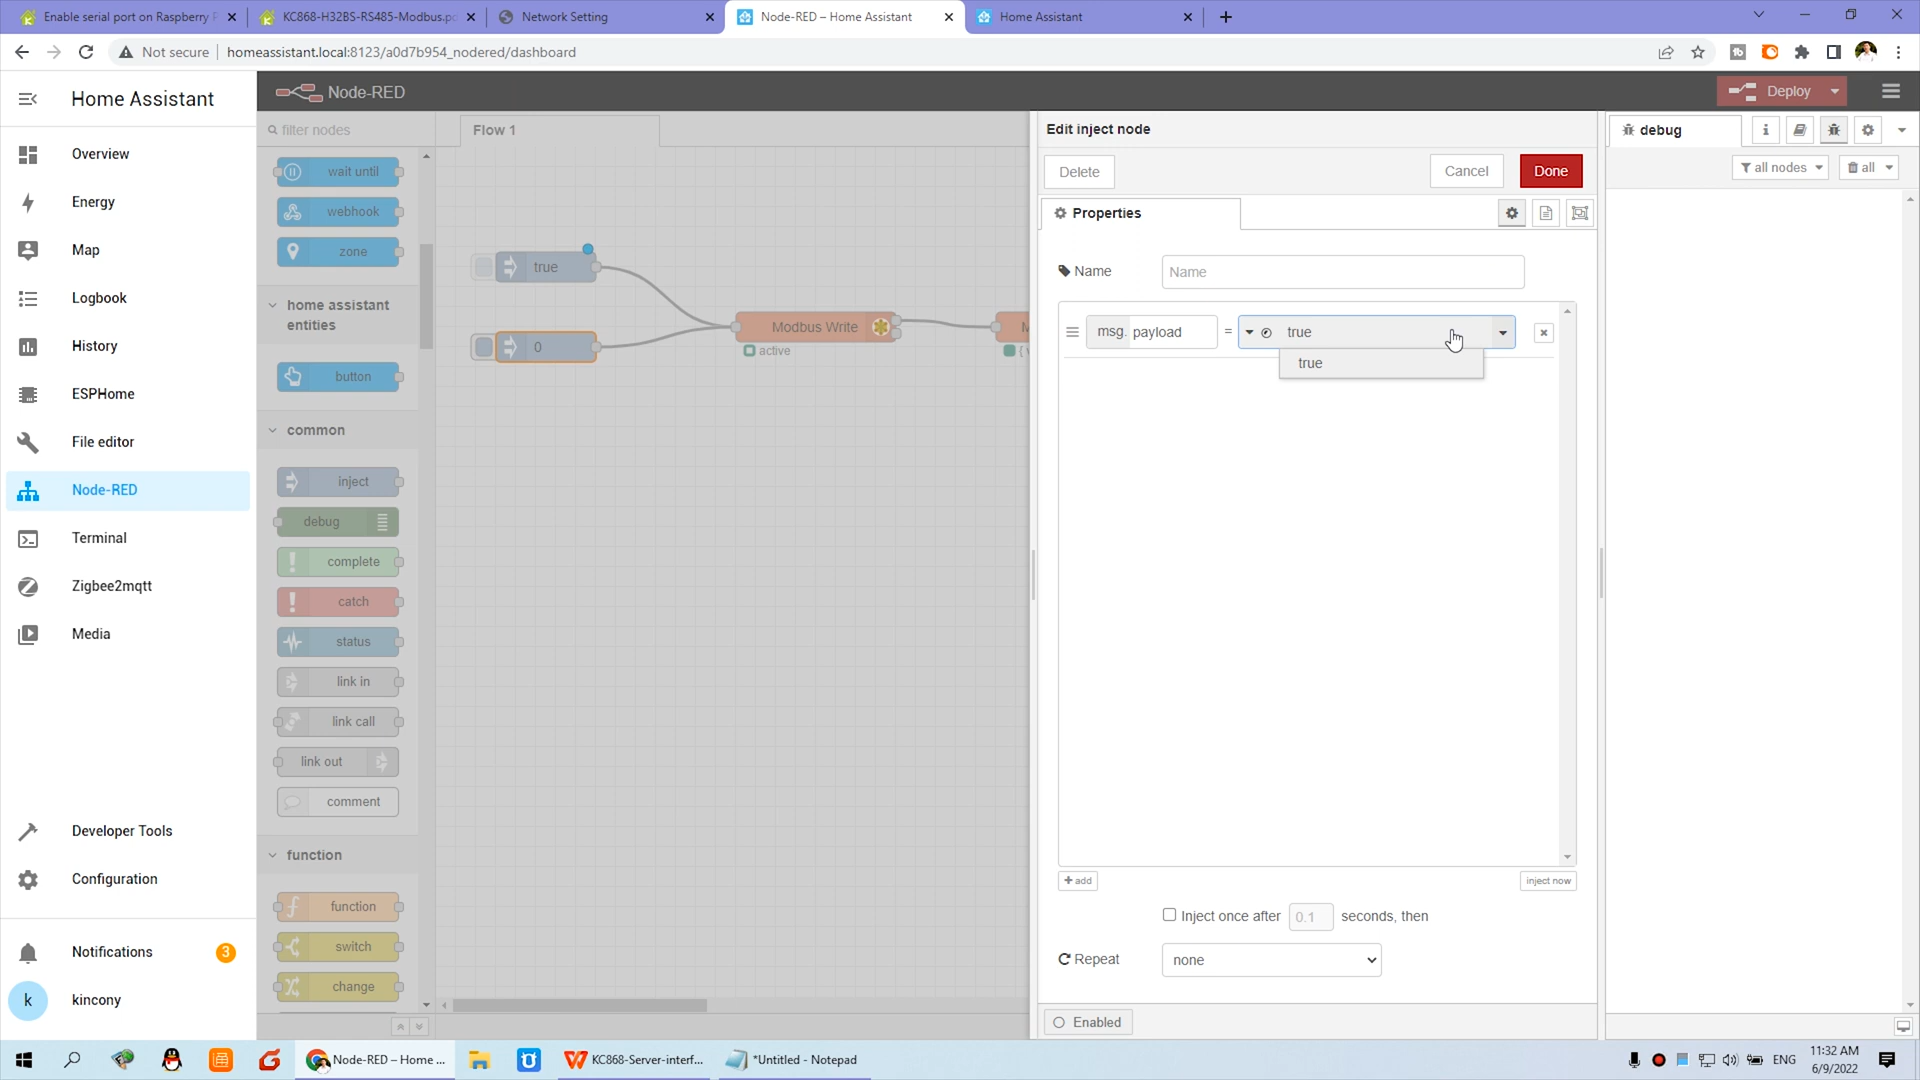 Enable serial port on Raspberry P
KC868-H32BS-RS485-Modbus.pd
Network Setting
Node-RED – Home Assistant
Home Assistant
Not secure
homeassistant.local:8123/a0d7b954_nodered/dashboard
Home Assistant
Overview
Energy
Map
Logbook
History
ESPHome
File editor
Node-RED
Terminal
Zigbee2mqtt
Media
Developer Tools
Configuration
Notifications
3
k
kincony
Node-RED
Deploy
filter nodes
Flow 1
wait until
webhook
zone
home assistant
entities
button
common
inject
debug
complete
catch
status
link in
link call
link out
comment
function
function
switch
change
true
0
Modbus Write
active
M
Edit inject node
Delete
Cancel
Done
Properties
Name
Name
msg. payload
=
true
true
+ add
inject now
Inject once after 0.1 seconds, then
Repeat
none
Enabled
debug
i
all nodes
all
Node-RED – Home ...
KC868-Server-interf...
*Untitled - Notepad
ENG
11:32 AM
6/9/2022